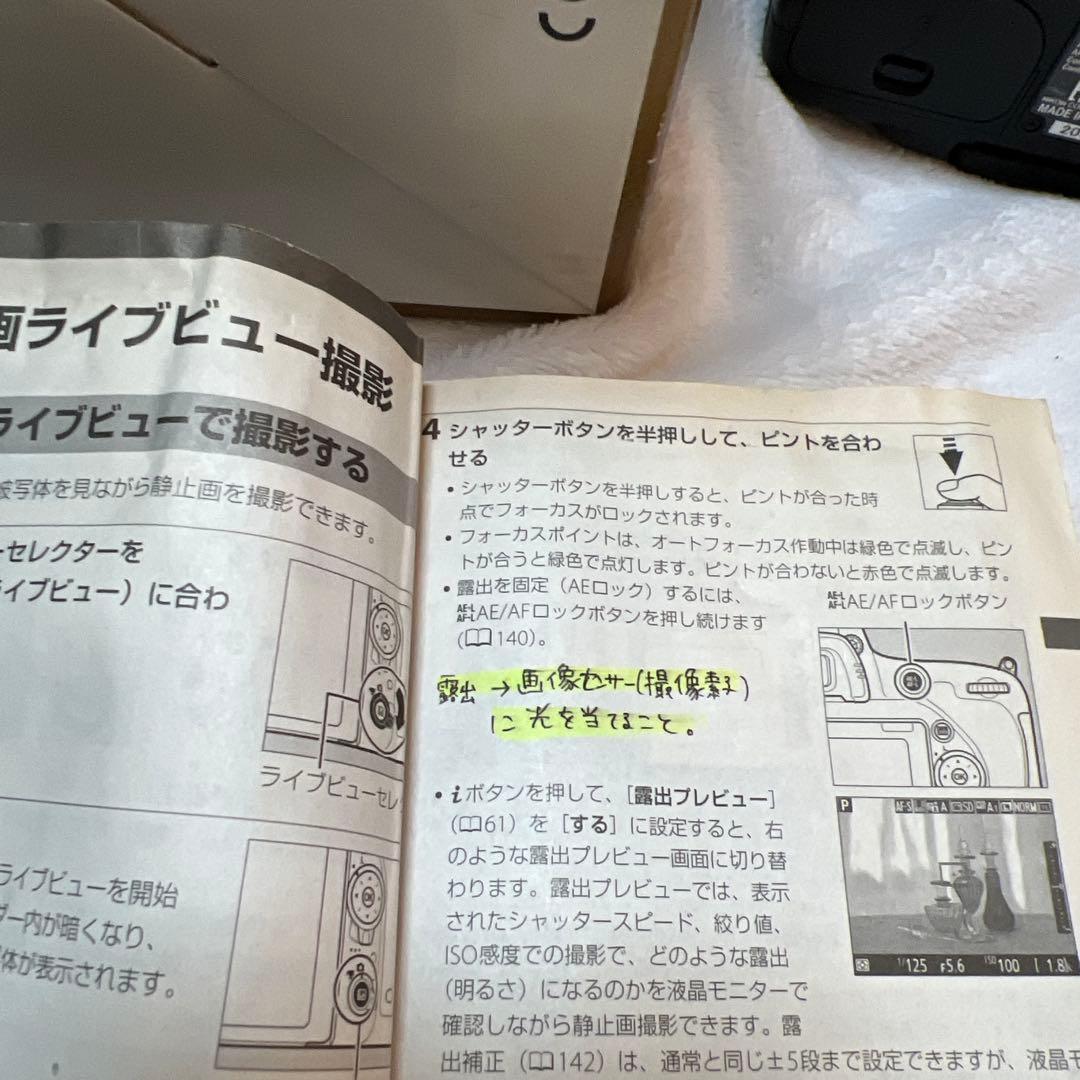 画ライブビュー撮影
ライブビューで撮影する
被写体を見ながら静止画を撮影できます。
ーセレクターを
ライブビュー）に合わ
ライブビューセレ
ライブビューを開始
ダー内が暗くなり、
体が表示されます。
4 シャッターボタンを半押しして、ピントを合わ
せる
• シャッターボタンを半押しすると、ピントが合った時
点でフォーカスがロックされます。
• フォーカスポイントは、オートフォーカス作動中は緑色で点滅し、ピン
トが合うと緑色で点灯します。ピントが合わないと赤色で点滅します。
• 露出を固定（AEロック）するには、
AE-L AF-L AE/AFロックボタンを押し続けます
（140）。
AE-L AF-L AE/AFロックボタン
露出 → 画像センサー(撮像素子)
に光を当てること。
• iボタンを押して、[露出プレビュー]
（61）を[する]に設定すると、右
のような露出プレビュー画面に切り替
わります。露出プレビューでは、表示
されたシャッタースピード、絞り値、
ISO感度での撮影で、どのような露出
（明るさ）になるのかを液晶モニターで
確認しながら静止画撮影できます。露
出補正（142）は、通常と同じ±5段まで設定できますが、液晶モ
OK
P AF-S A SD A1 NORM
1/125 F5.6 ISO 100 [ 1.8k
MADE IN
20